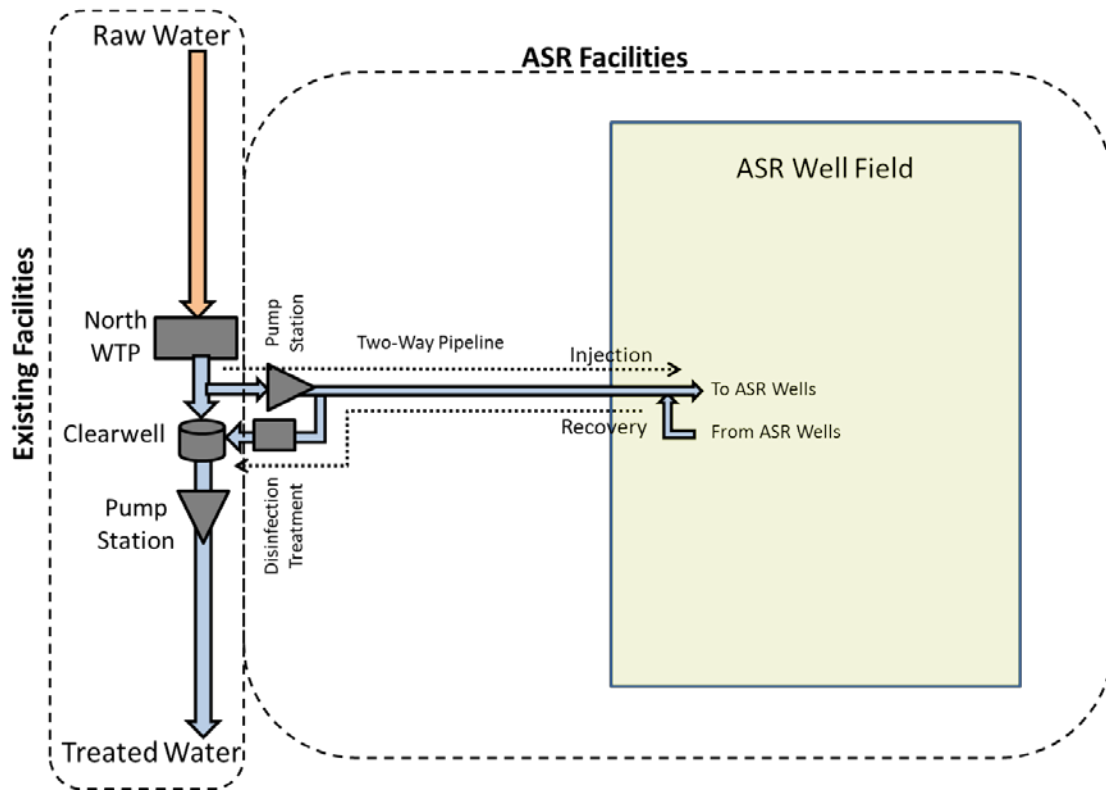 Raw Water
ASR Facilities
ASR Well Field
Existing Facilities
North
WTP
Pump
Station
Two-Way Pipeline
Injection
To ASR Wells
Clearwell
Recovery
From ASR Wells
Disinfection
Treatment
Pump
Station
Treated Water